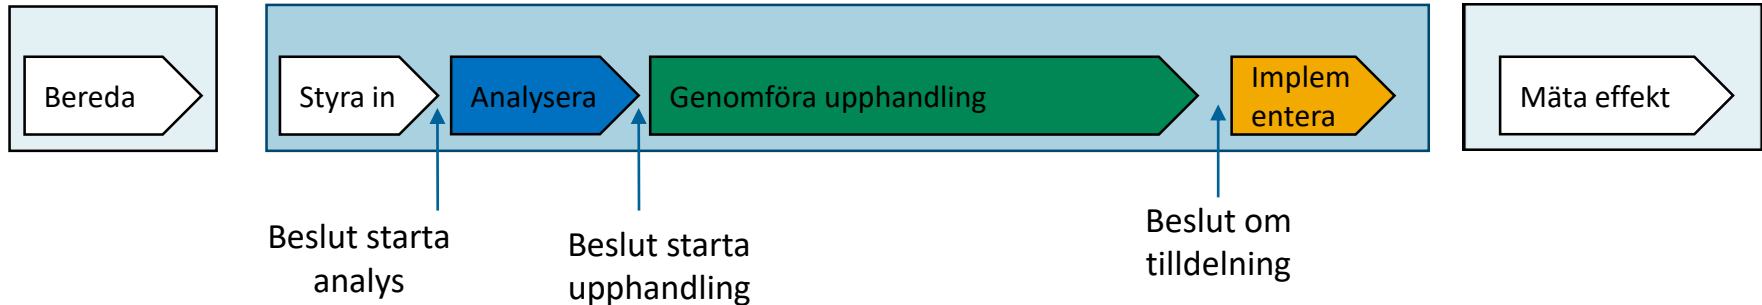 Bereda
Styra in
Analysera
Genomföra upphandling
Implem
entera
Mäta effekt
Beslut starta
analys
Beslut starta
upphandling
Beslut om
tilldelning